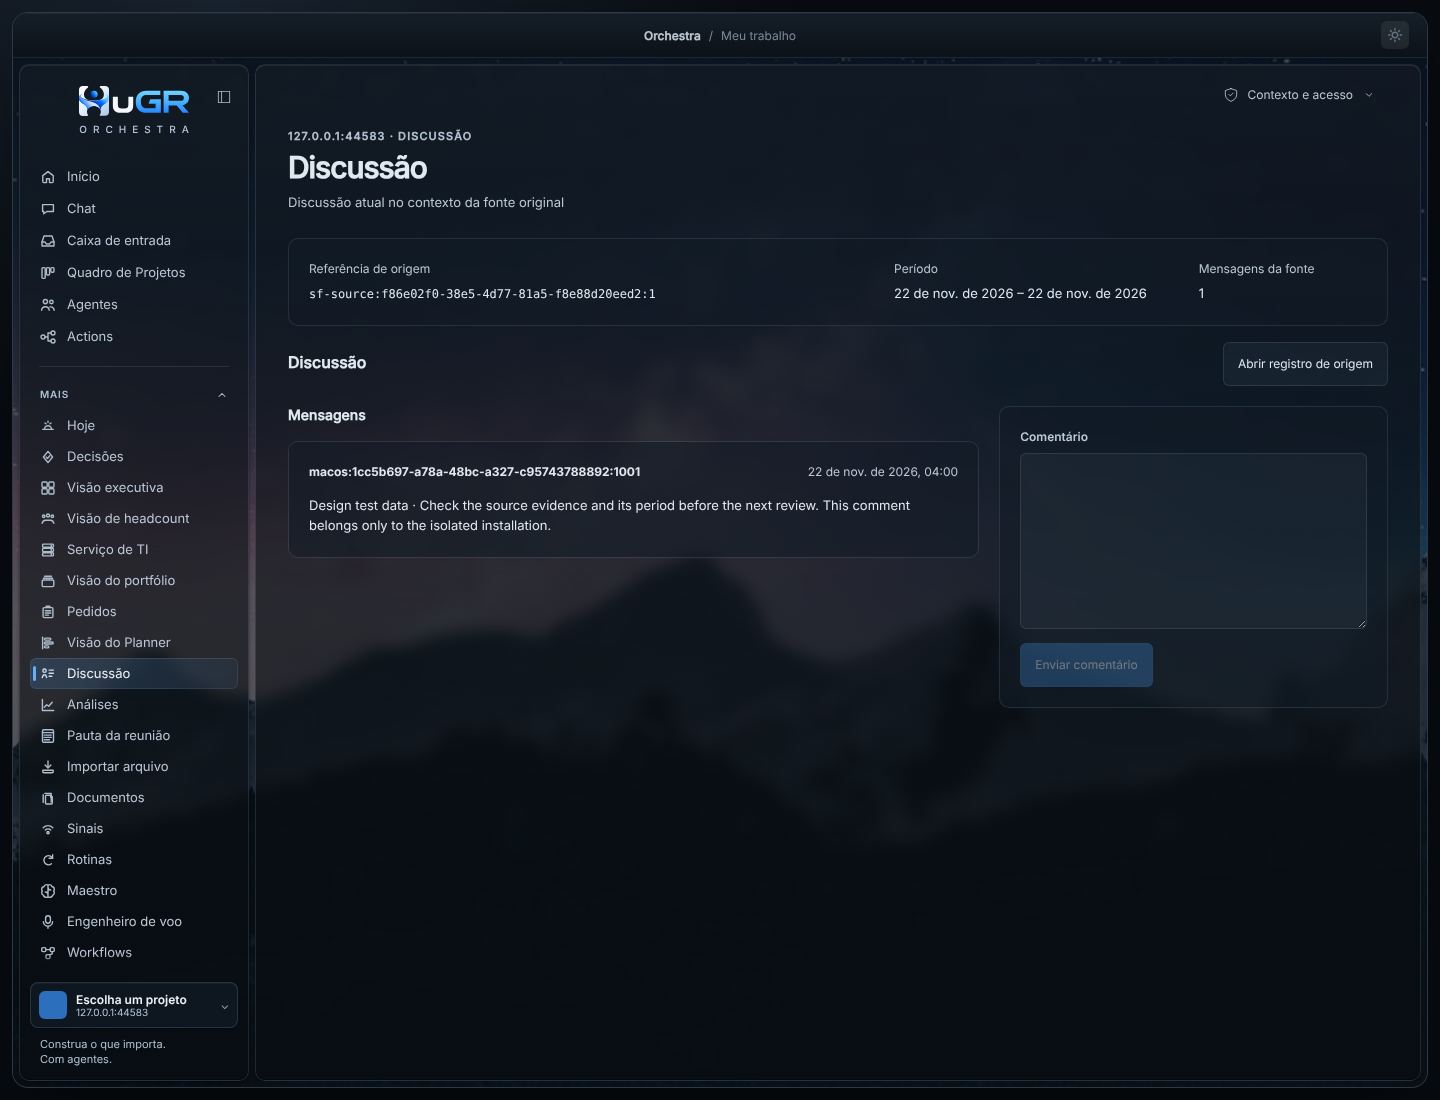 Orchestra / Meu trabalho
HuGR
ORCHESTRA
Início
Chat
Caixa de entrada
Quadro de Projetos
Agentes
Actions
MAIS
Hoje
Decisões
Visão executiva
Visão de headcount
Serviço de TI
Visão do portfólio
Pedidos
Visão do Planner
Discussão
Análises
Pauta da reunião
Importar arquivo
Documentos
Sinais
Rotinas
Maestro
Engenheiro de voo
Workflows
Escolha um projeto
127.0.0.1:44583
Construa o que importa.
Com agentes.
Contexto e acesso
127.0.0.1:44583 · DISCUSSÃO
Discussão
Discussão atual no contexto da fonte original
Referência de origem
sf-source:f86e02f0-38e5-4d77-81a5-f8e88d20eed2:1
Período
22 de nov. de 2026 – 22 de nov. de 2026
Mensagens da fonte
1
Discussão
Abrir registro de origem
Mensagens
macos:1cc5b697-a78a-48bc-a327-c95743788892:1001
22 de nov. de 2026, 04:00
Design test data · Check the source evidence and its period before the next review. This comment
belongs only to the isolated installation.
Comentário
Enviar comentário